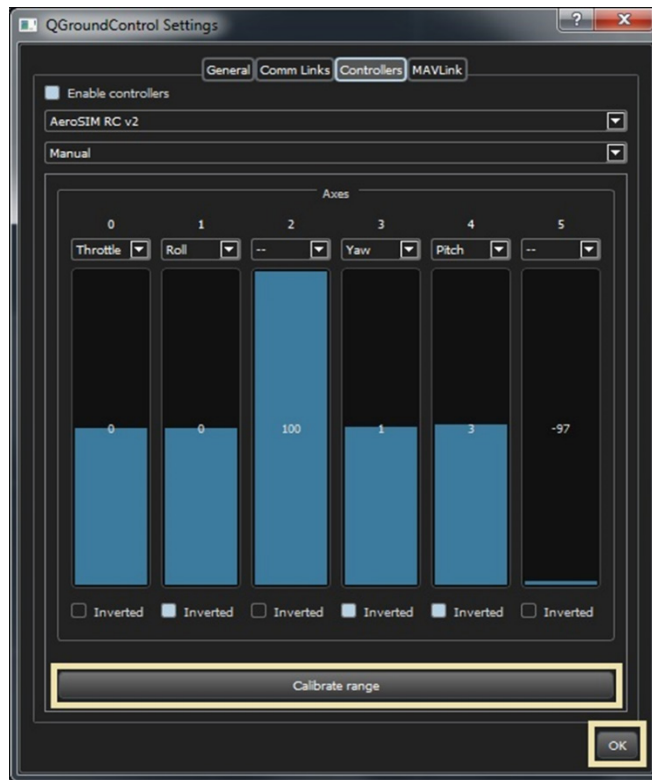 QGroundControl Settings
?
X
General Comm Links Controllers MAVLink
Enable controllers
AeroSIM RC v2
Manual
Axes
0 1 2 3 4 5
Throttle Roll -- Yaw Pitch --
0 0 100 1 3 -97
Inverted Inverted Inverted Inverted Inverted Inverted
Calibrate range
OK